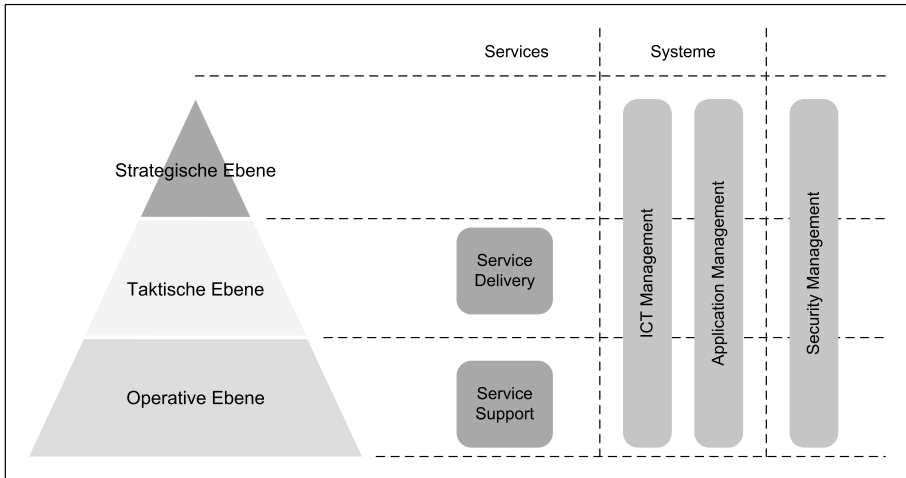 Services
Systeme
Strategische Ebene
Taktische Ebene
Operative Ebene
Service
Delivery
Service
Support
ICT Management
Application Management
Security Management